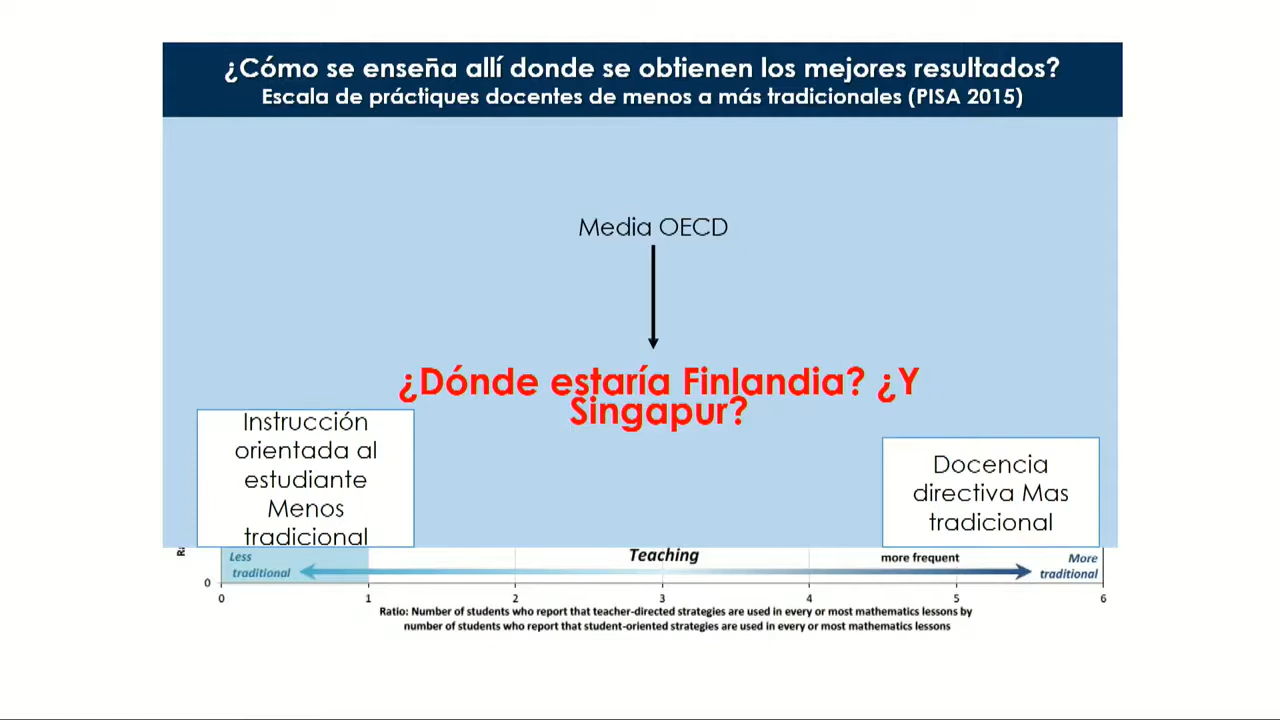 ¿Cómo se enseña allí donde se obtienen los mejores resultados?
Escala de práctiques docentes de menos a más tradicionales (PISA 2015)
Media OECD
¿Dónde estaría Finlandia? ¿Y
Singapur?
Instrucción
orientada al
estudiante
Menos
tradicional
Docencia
directiva Mas
tradicional
Less
traditional
Teaching
more frequent
More
traditional
0
0 1 2 3 4 5 6
Ratio: Number of students who report that teacher-directed strategies are used in every or most mathematics lessons by
number of students who report that student-oriented strategies are used in every or most mathematics lessons